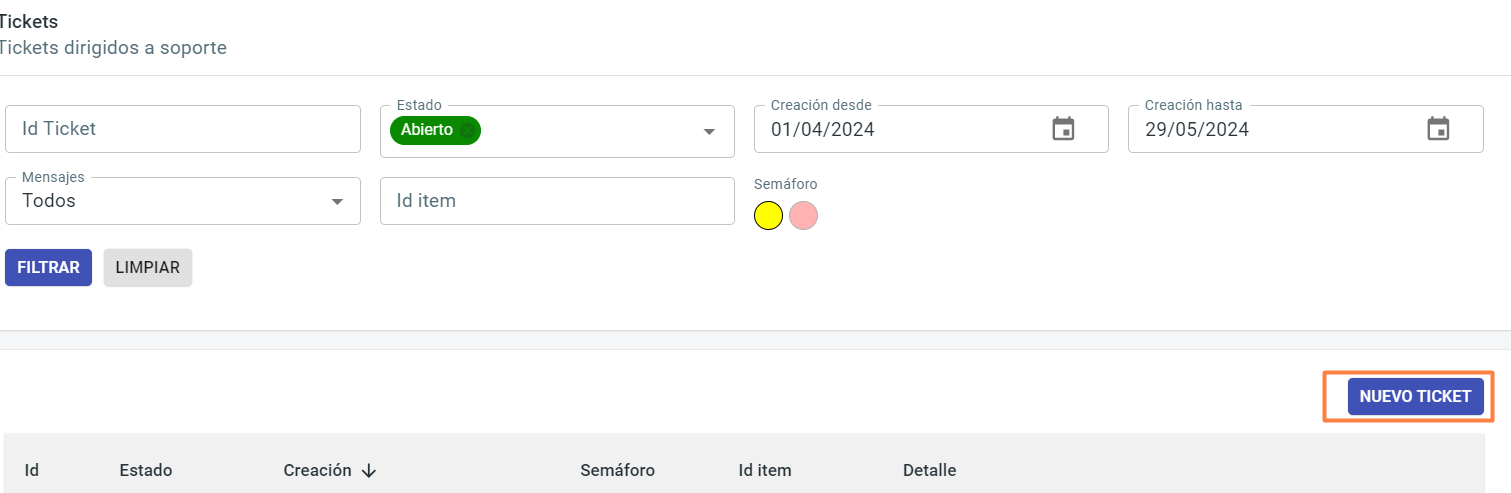 Tickets
Tickets dirigidos a soporte
Id Ticket
Estado
Abierto
Creación desde
01/04/2024
Creación hasta
29/05/2024
Mensajes
Todos
Id item
Semáforo
FILTRAR LIMPIAR
NUEVO TICKET
Id Estado Creación Semáforo Id item Detalle